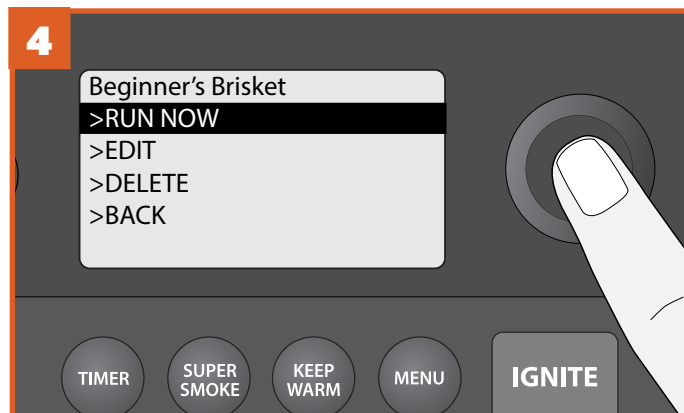 4
Beginner’s Brisket
>RUN NOW
>EDIT
>DELETE
>BACK
TIMER
SUPER
SMOKE
KEEP
WARM
MENU
IGNITE